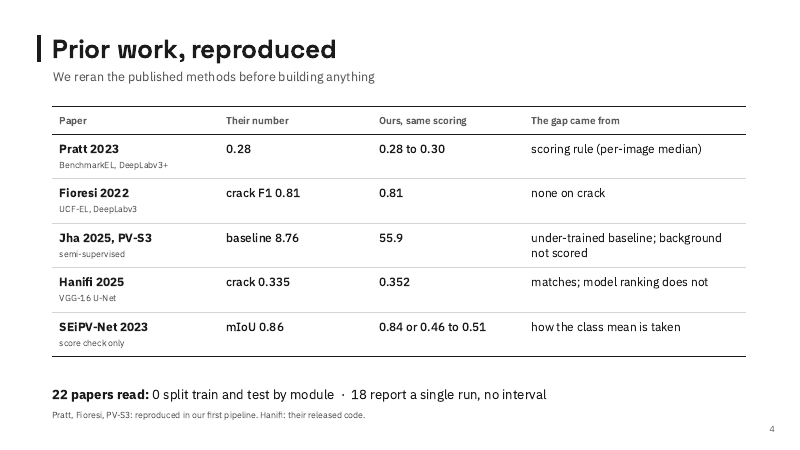 Prior work, reproduced
We reran the published methods before building anything
Paper Their number Ours, same scoring The gap came from
Pratt 2023 0.28 0.28 to 0.30 scoring rule (per-image median)
BenchmarkEL, DeepLabv3+
Fioresi 2022 crack F1 0.81 0.81 none on crack
UCF-EL, DeepLabv3
Jha 2025, PV-S3 baseline 8.76 55.9 under-trained baseline; background
semi-supervised not scored
Hanifi 2025 crack 0.335 0.352 matches; model ranking does not
VGG-16 U-Net
SEiPV-Net 2023 mIoU 0.86 0.84 or 0.46 to 0.51 how the class mean is taken
score check only
22 papers read: 0 split train and test by module · 18 report a single run, no interval
Pratt, Fioresi, PV-S3: reproduced in our first pipeline. Hanifi: their released code.
4